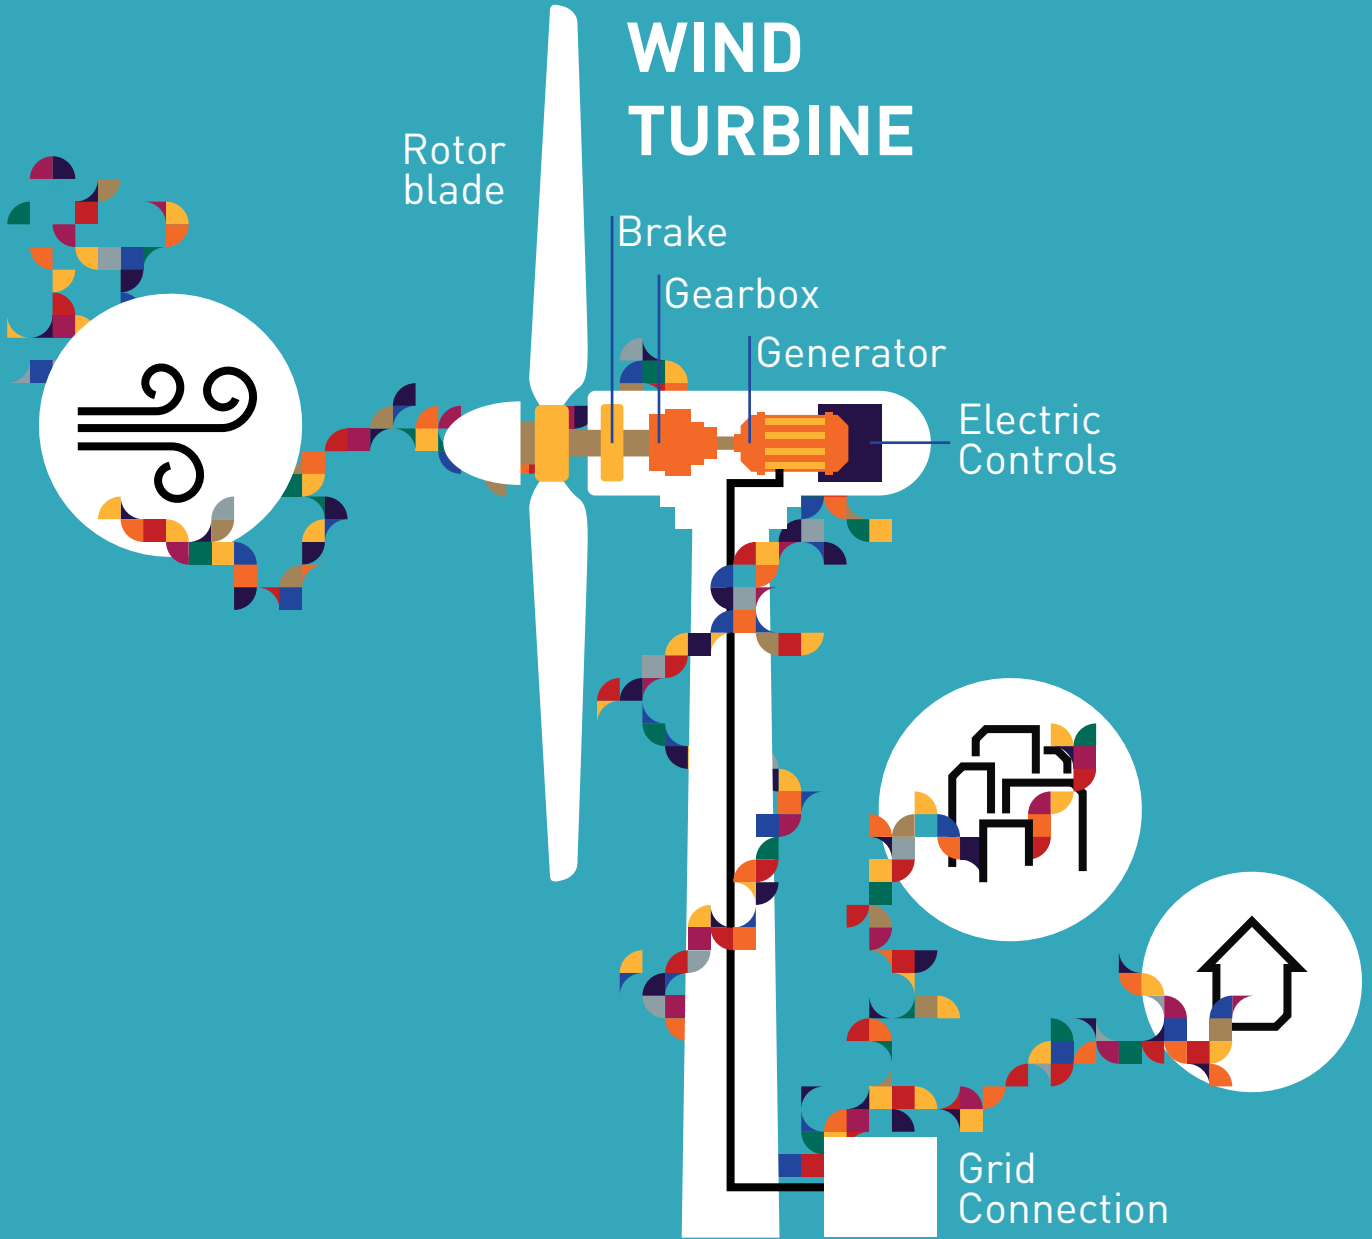 WIND
TURBINE
Rotor
blade
Brake
Gearbox
Generator
Electric
Controls
Grid
Connection